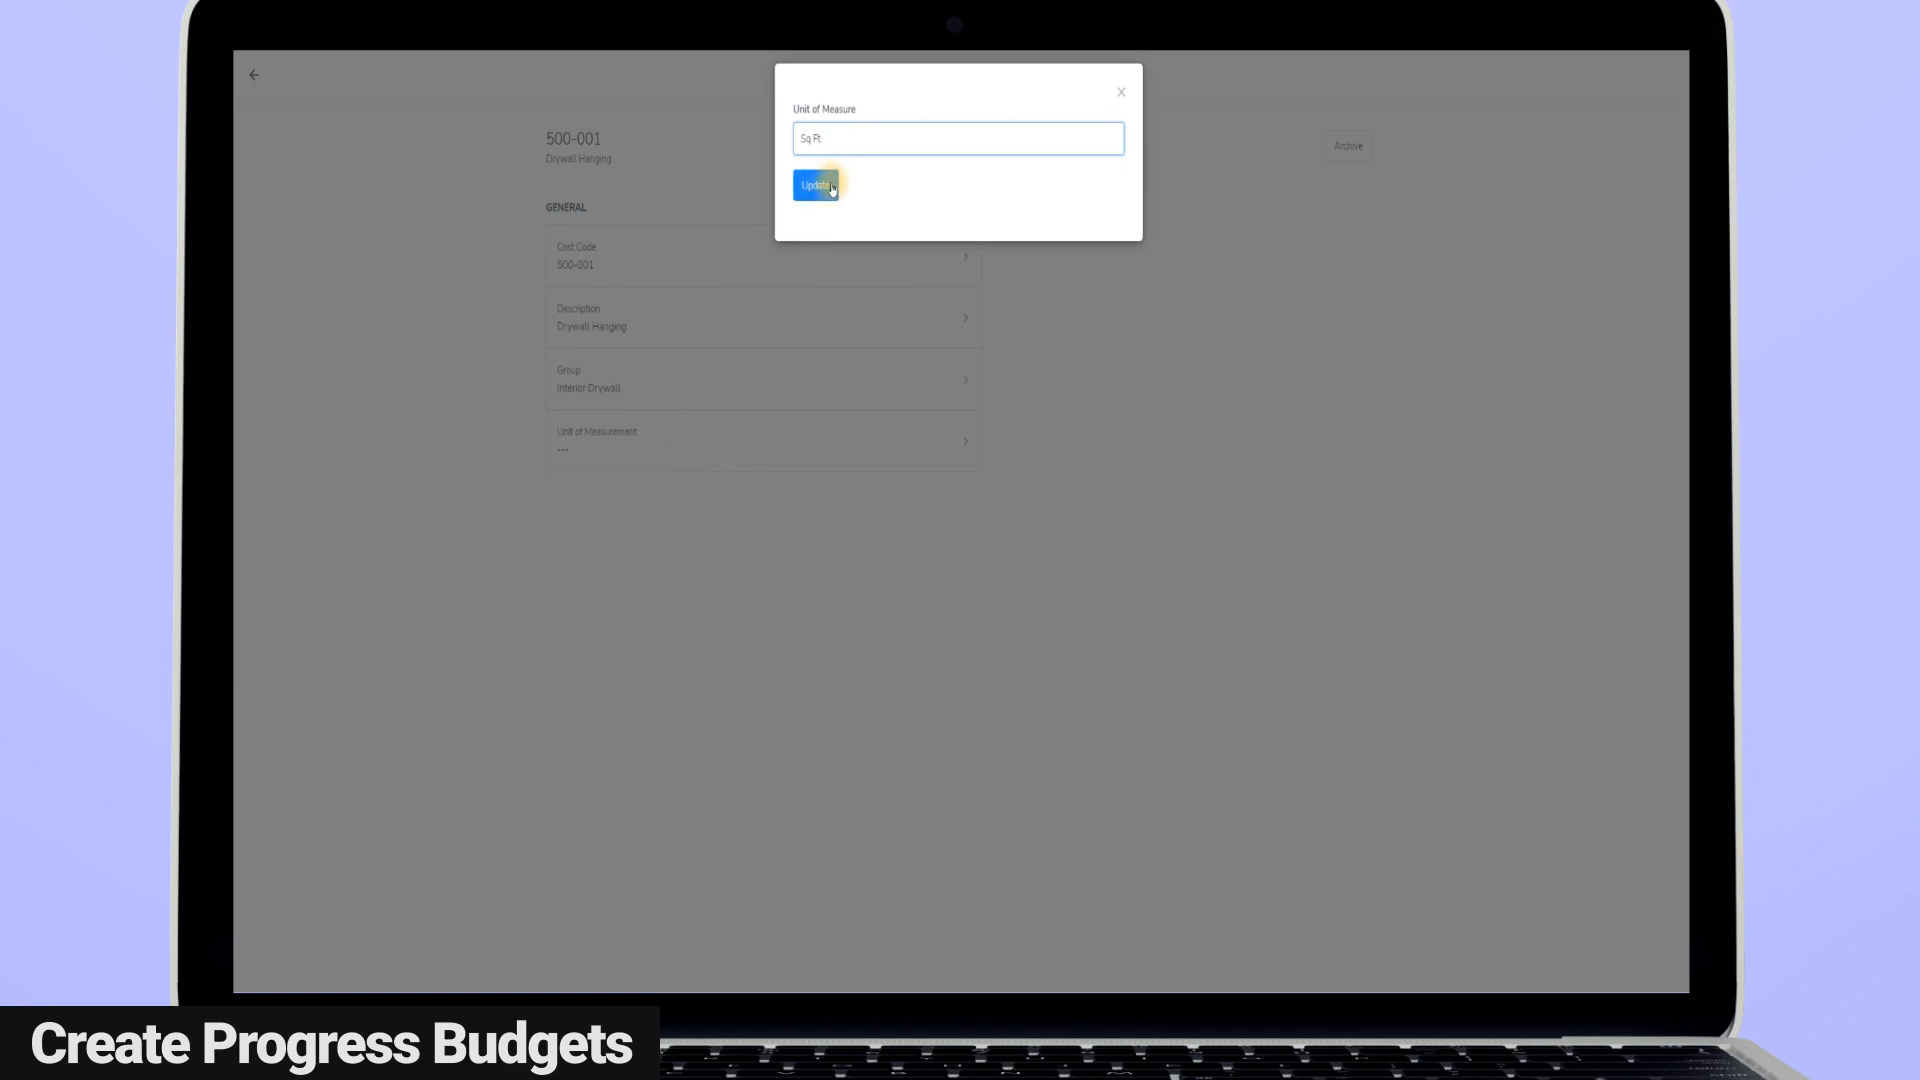 Unit of Measure
Sq Ft
Update
500-001
Drywall Hanging
Archive
GENERAL
Cost Code
500-001
Description
Drywall Hanging
Group
Interior Drywall
Unit of Measurement
---
Create Progress Budgets